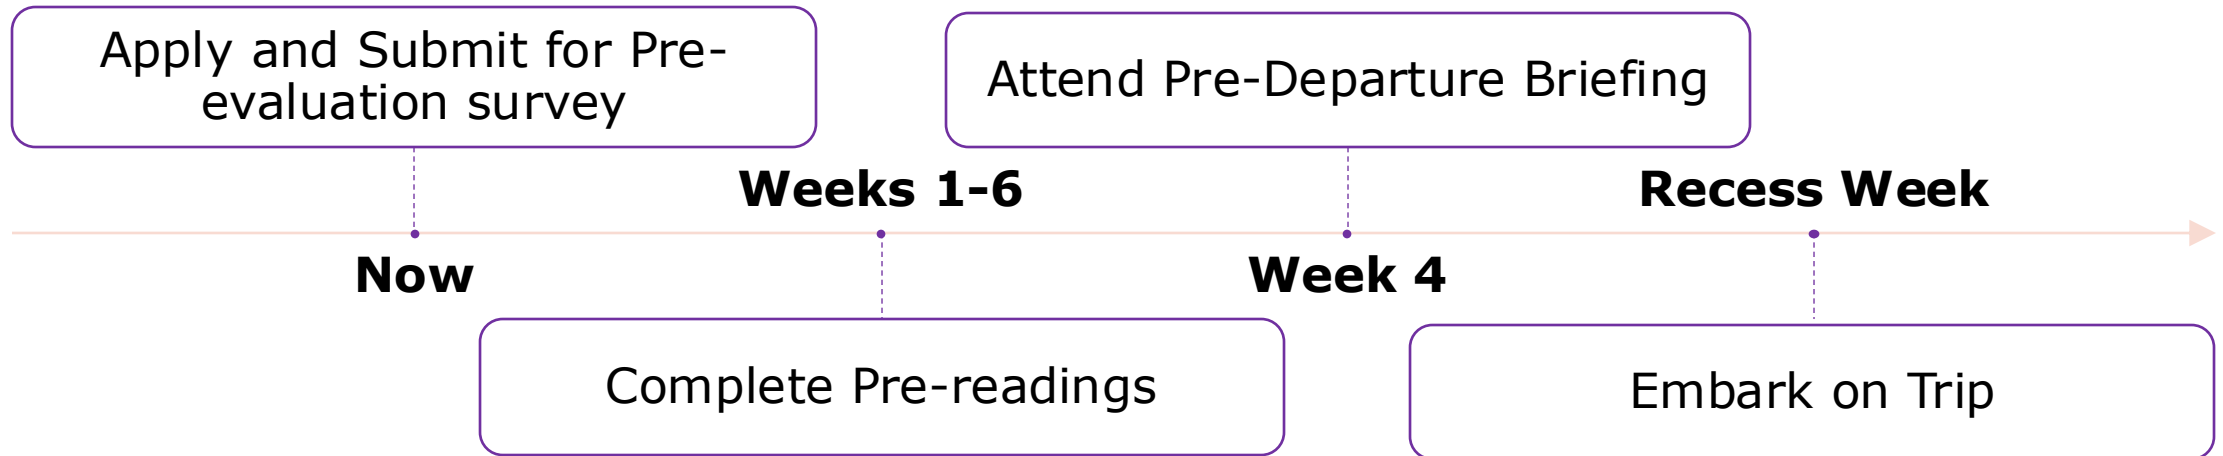 Apply and Submit for Pre-
evaluation survey
Attend Pre-Departure Briefing
Weeks 1-6
Recess Week
Now
Week 4
Complete Pre-readings
Embark on Trip